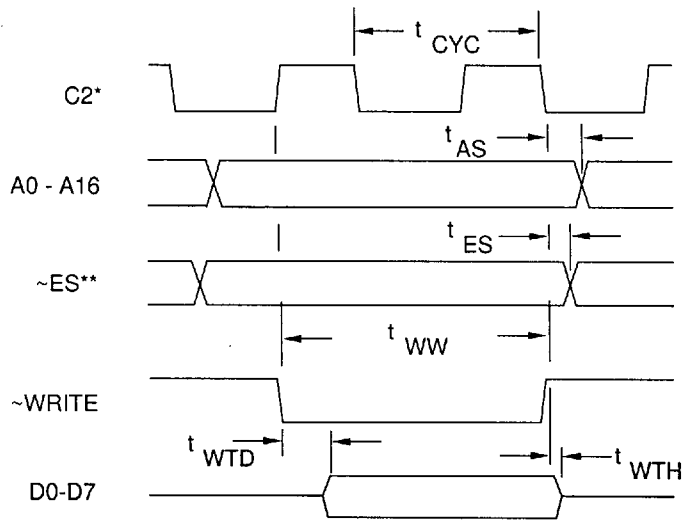 t CYC
C2*
t AS
A0 - A16
t ES
~ES**
t WW
~WRITE
t WTD
t WTH
D0-D7